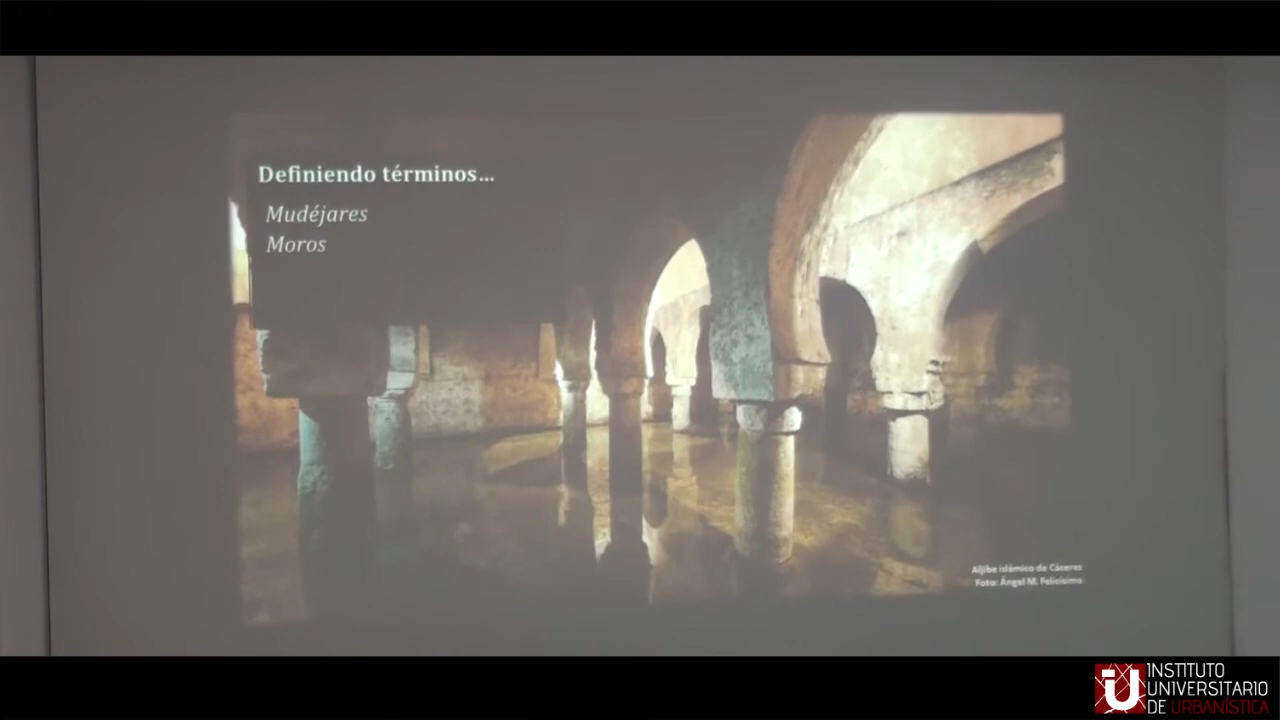 Definiendo términos...
Mudéjares
Moros
Aljibe islámico de Cáceres
Foto: Ángel M. Felicísimo
INSTITUTO
UNIVERSITARIO
DE URBANÍSTICA